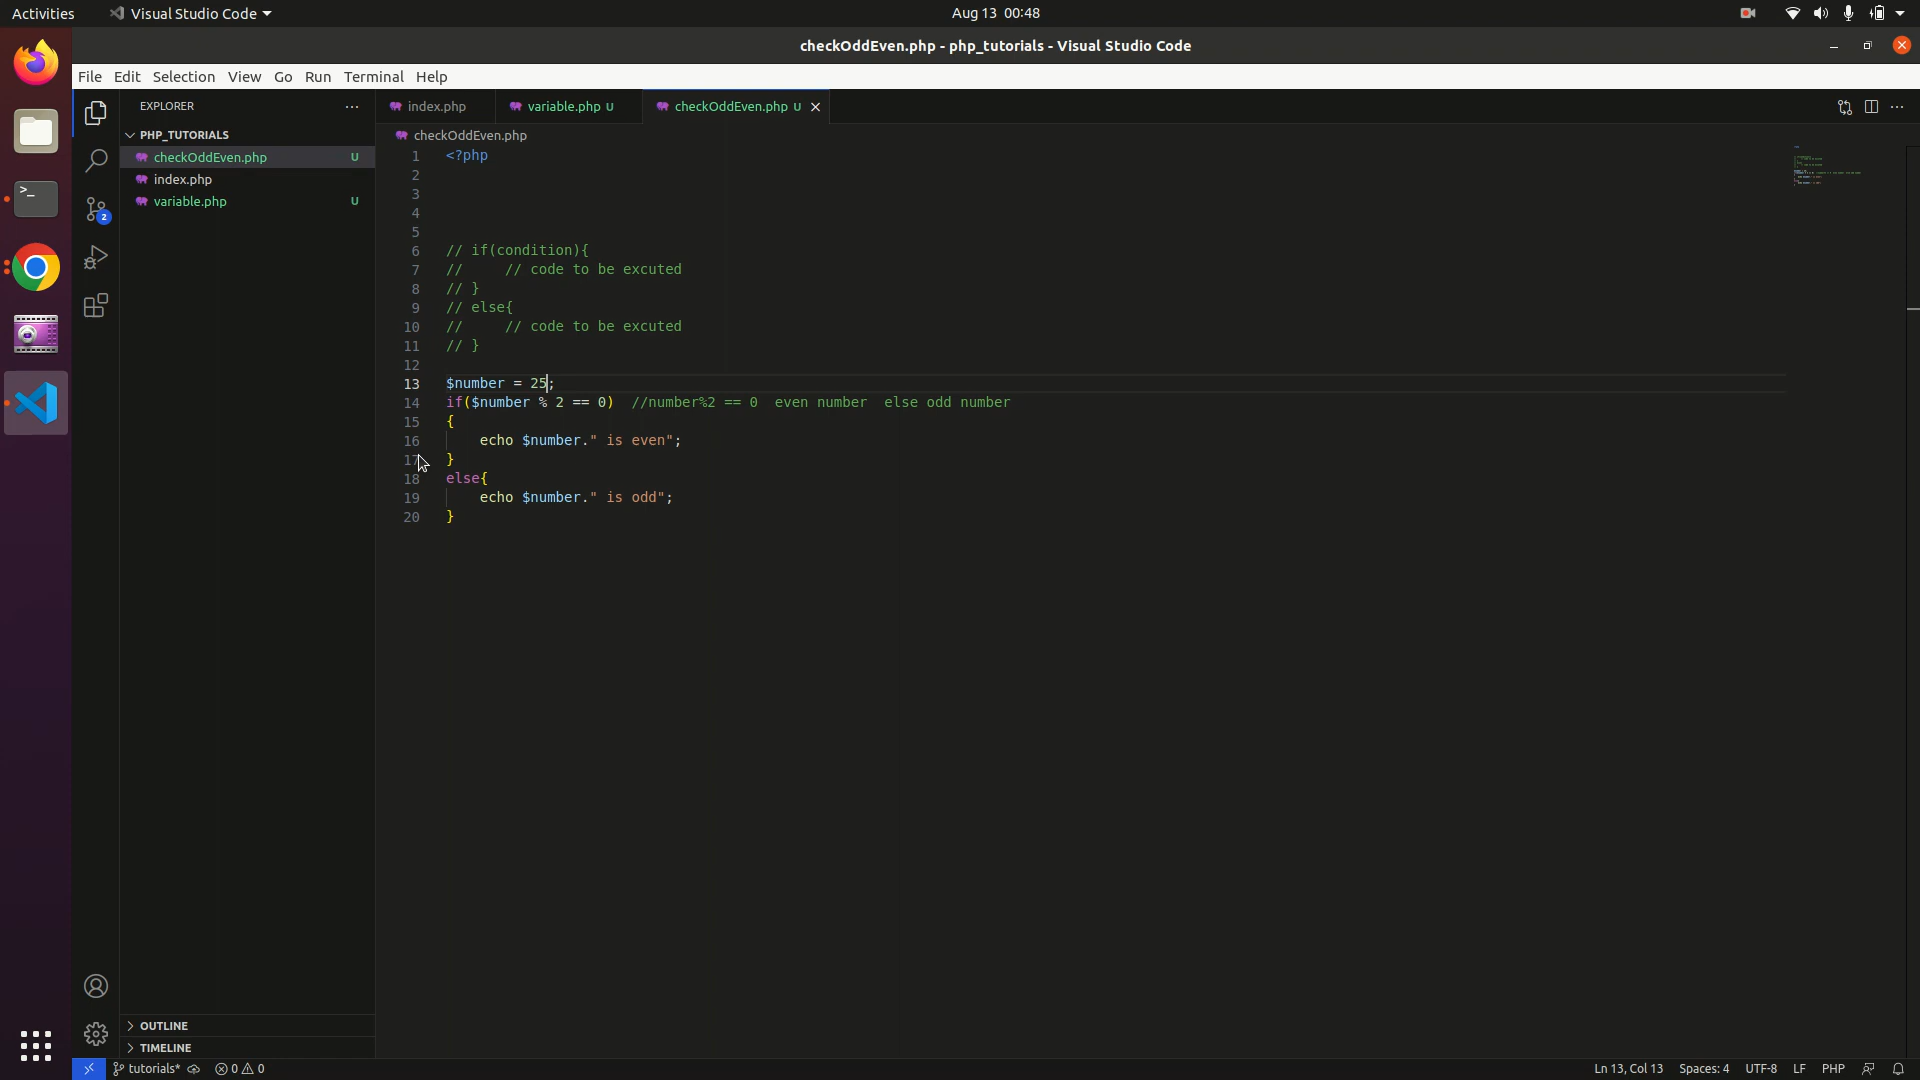 Activities
Visual Studio Code
Aug 13 00:48
checkOddEven.php - php_tutorials - Visual Studio Code
File Edit Selection View Go Run Terminal Help
EXPLORER
PHP_TUTORIALS
checkOddEven.php U
index.php
variable.php U
2
OUTLINE
TIMELINE
index.php
variable.php U
checkOddEven.php U
checkOddEven.php
1 <?php
2
3
4
5
6 // if(condition){
7 //     // code to be excuted
8 // }
9 // else{
10 //     // code to be excuted
11 // }
12
13 $number = 25;
14 if($number % 2 == 0)  //number%2 == 0  even number  else odd number
15 {
16     echo $number." is even";
17 }
18 else{
19     echo $number." is odd";
20 }
tutorials* 0 0
Ln 13, Col 13 Spaces: 4 UTF-8 LF PHP